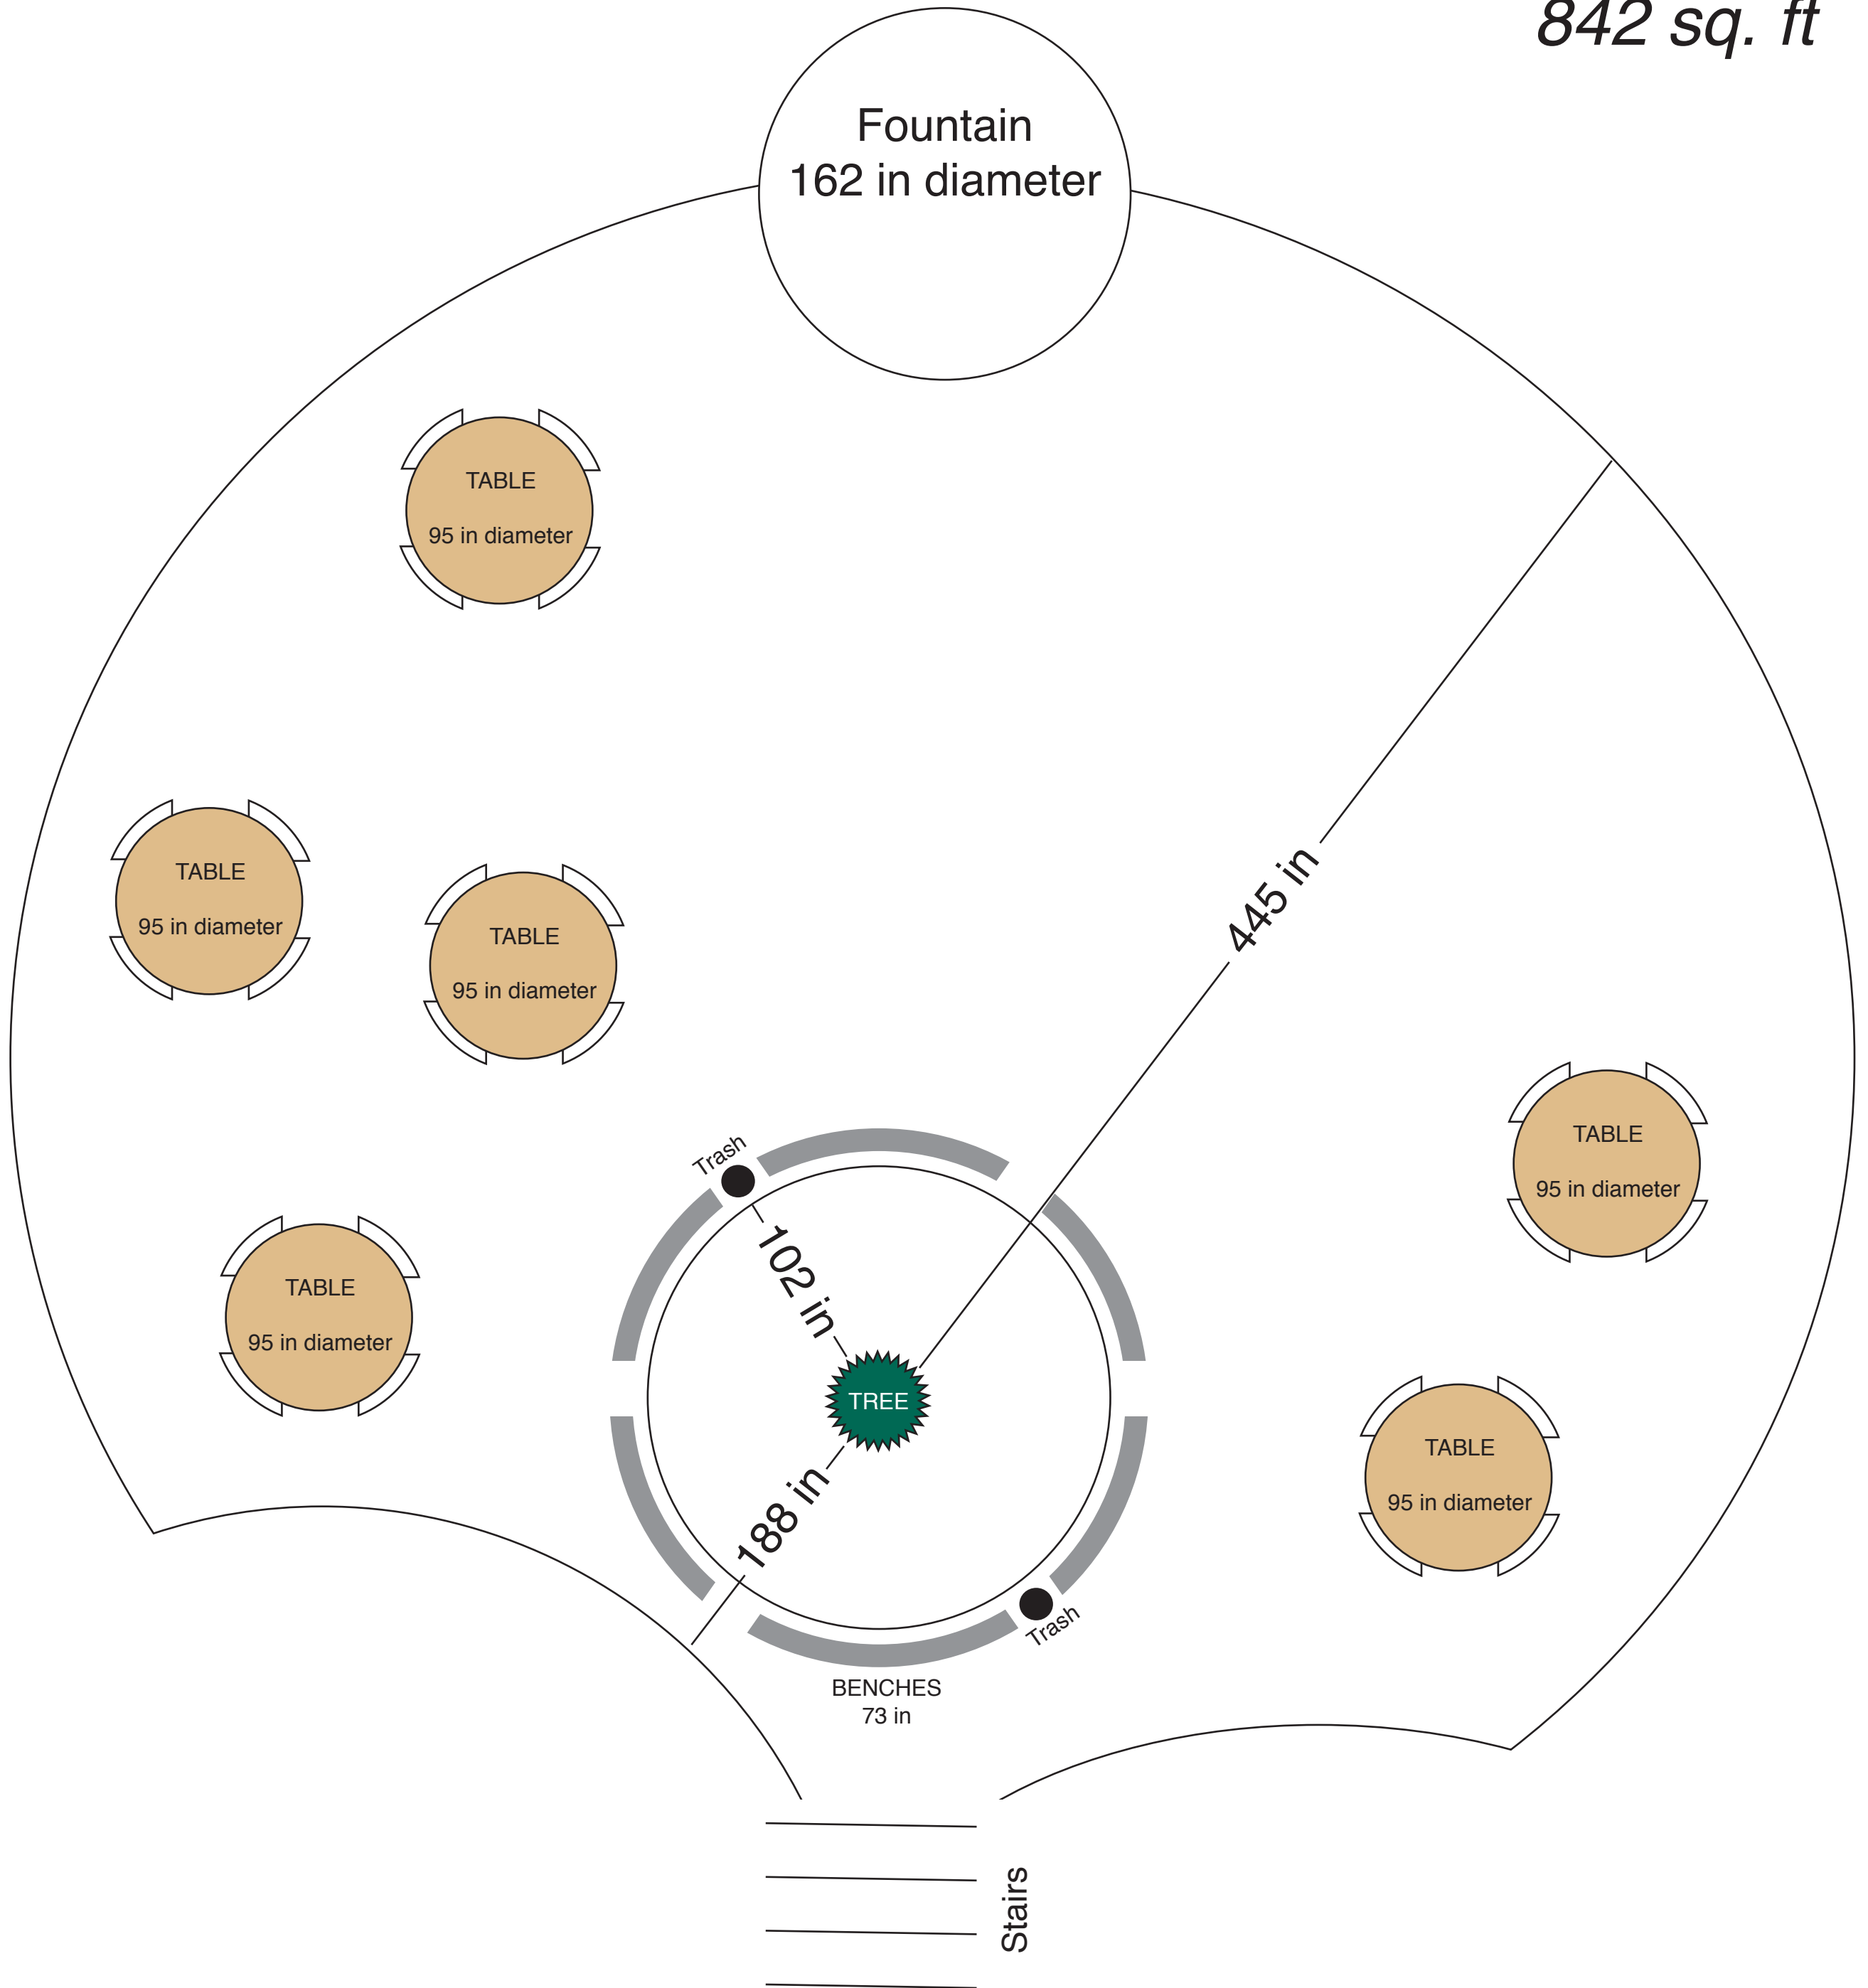 842 sq. ft
Fountain
162 in diameter
TABLE
95 in diameter
TABLE
95 in diameter
TABLE
95 in diameter
445 in
TABLE
95 in diameter
Trash
102 in
TABLE
95 in diameter
TREE
188 in
TABLE
95 in diameter
Trash
BENCHES
73 in
Stairs